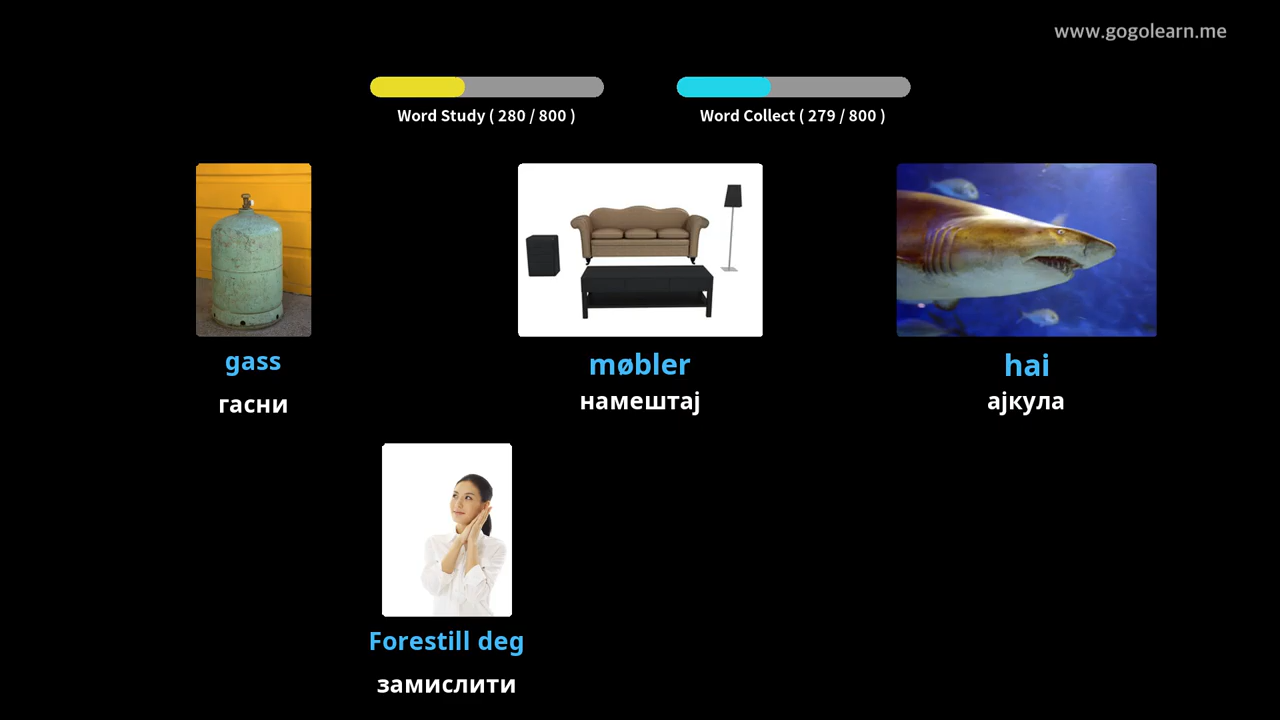 www.gogolearn.me
Word Study ( 280 / 800 )
Word Collect ( 279 / 800 )
gass
гасни
møbler
намештај
hai
ајкула
Forestill deg
замислити